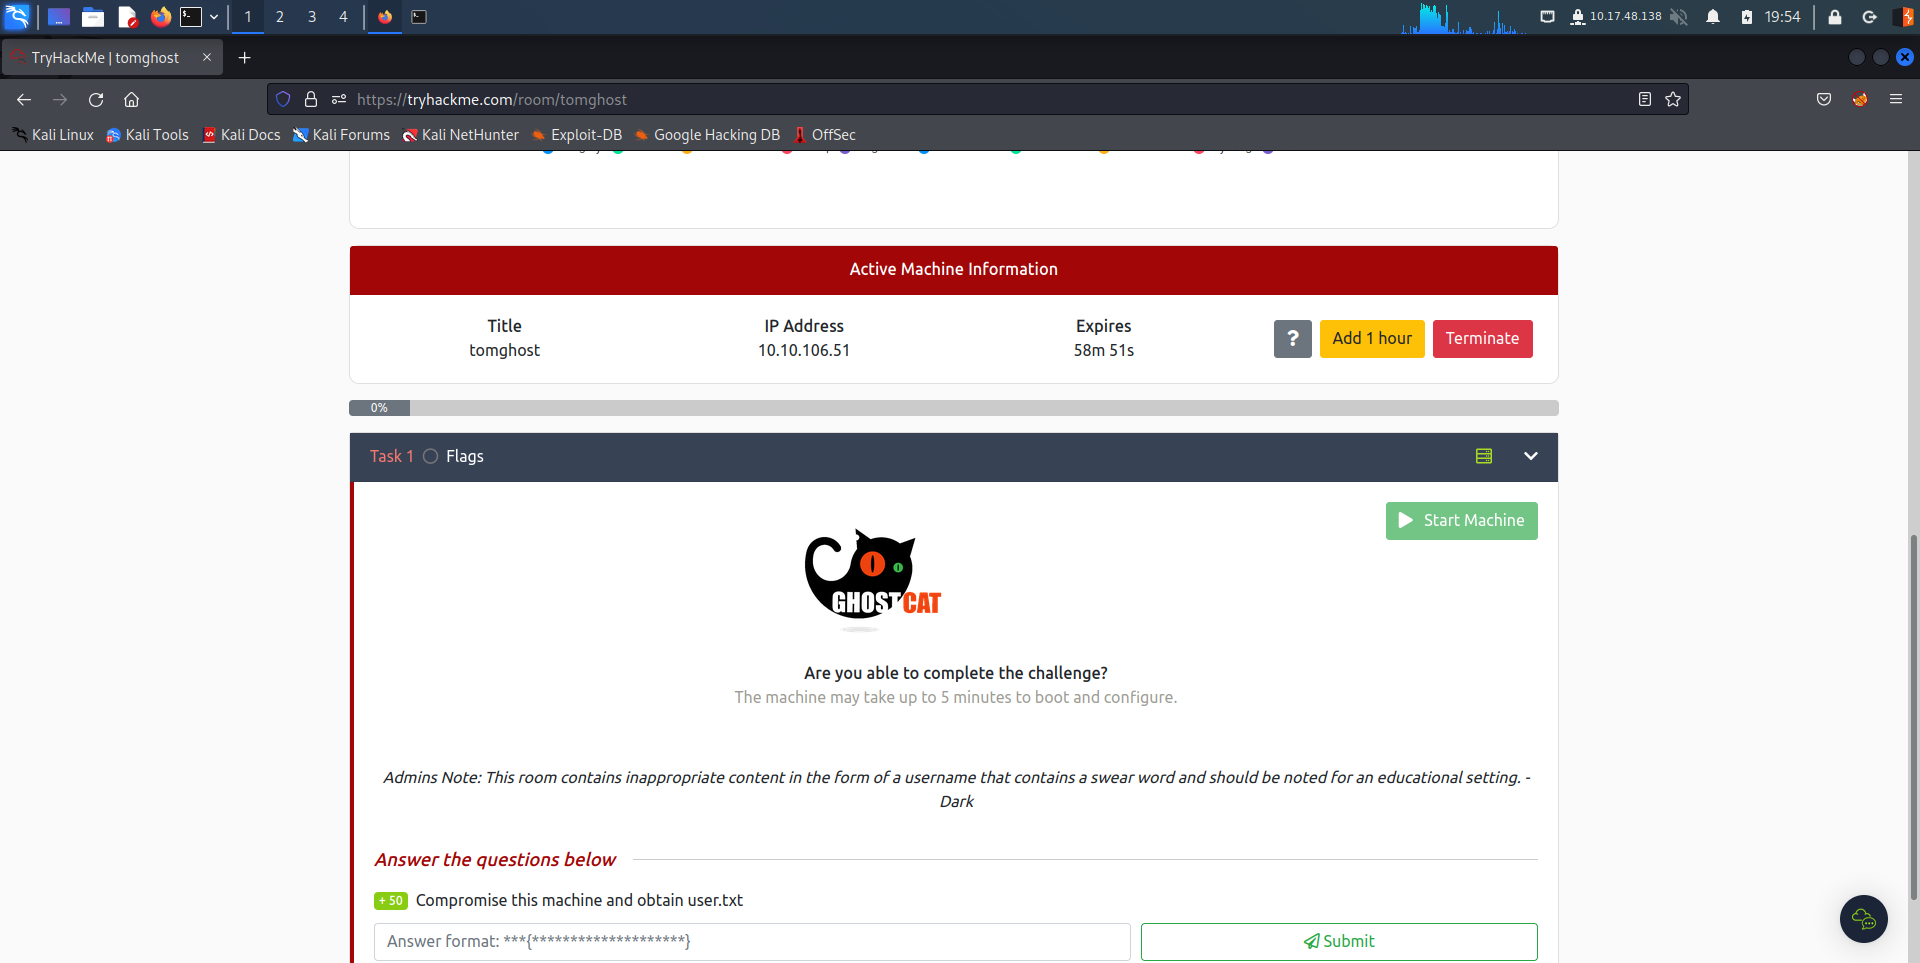 1 2 3 4 10.17.48.138 19:54
TryHackMe | tomghost
https://tryhackme.com/room/tomghost
Kali Linux Kali Tools Kali Docs Kali Forums Kali NetHunter Exploit-DB Google Hacking DB OffSec
Active Machine Information
Title IP Address Expires
tomghost 10.10.106.51 58m 51s
? Add 1 hour Terminate
0%
Task 1 Flags
Start Machine
GHOSTCAT
Are you able to complete the challenge?
The machine may take up to 5 minutes to boot and configure.
Admins Note: This room contains inappropriate content in the form of a username that contains a swear word and should be noted for an educational setting. -
Dark
Answer the questions below
+ 50 Compromise this machine and obtain user.txt
Answer format: ***{********************} Submit